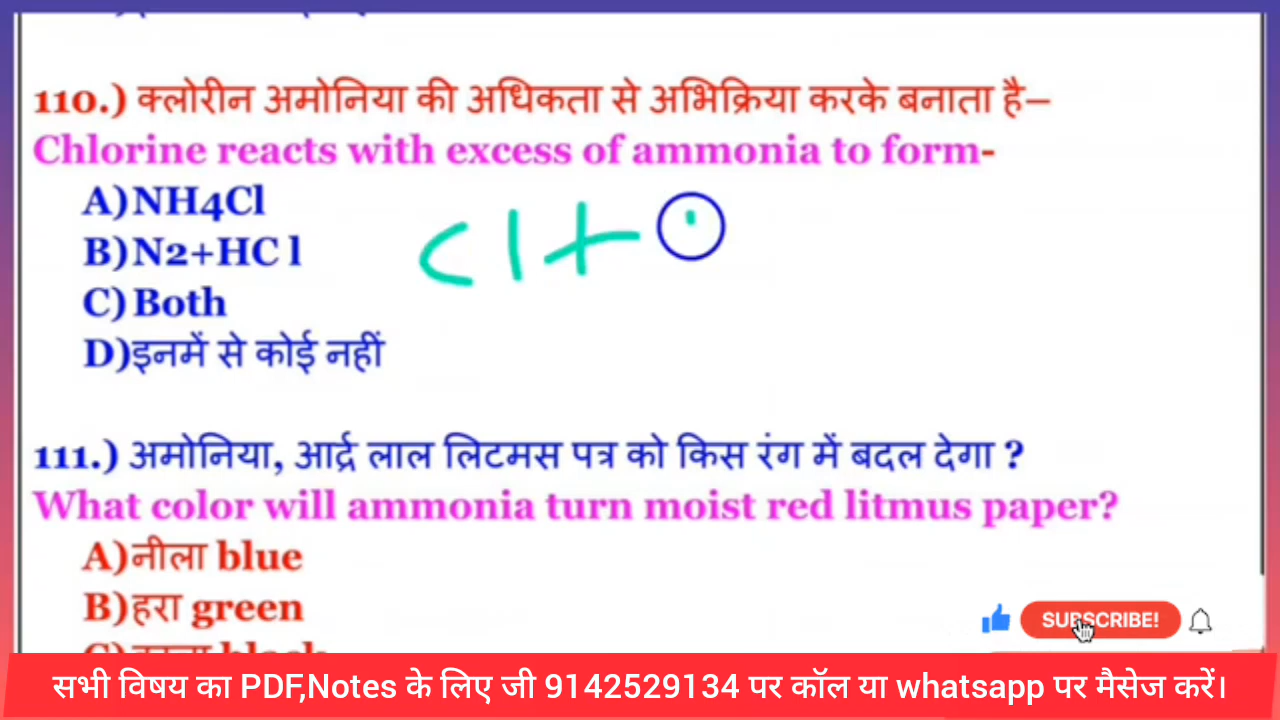 110.) क्लोरीन अमोनिया की अधिकता से अभिक्रिया करके बनाता है–
Chlorine reacts with excess of ammonia to form-
A) NH4Cl
B) N2+HC l
C) Both
D)इनमें से कोई नहीं
Cl+
111.) अमोनिया, आर्द्र लाल लिटमस पत्र को किस रंग में बदल देगा ?
What color will ammonia turn moist red litmus paper?
A)नीला blue
B)हरा green
SUBSCRIBE!
सभी विषय का PDF,Notes के लिए जी 9142529134 पर कॉल या whatsapp पर मैसेज करें।